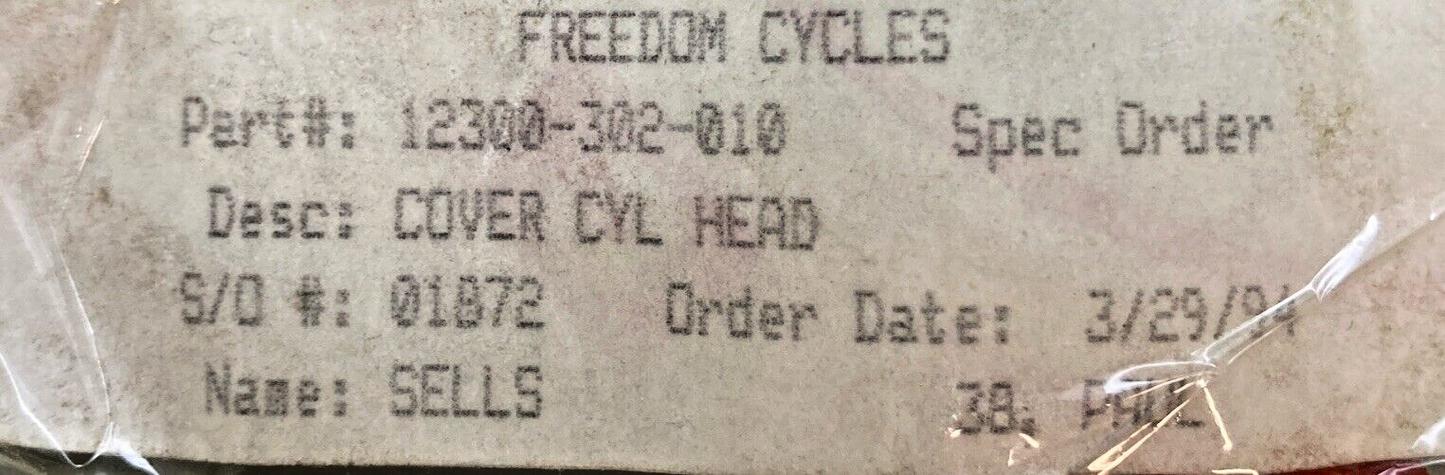 FREEDOM CYCLES
Part#: 12300-302-010 Spec Order
Desc: COVER CYL HEAD
S/O #: 01872 Order Date: 3/29/94
Name: SELLS 38, PAUL